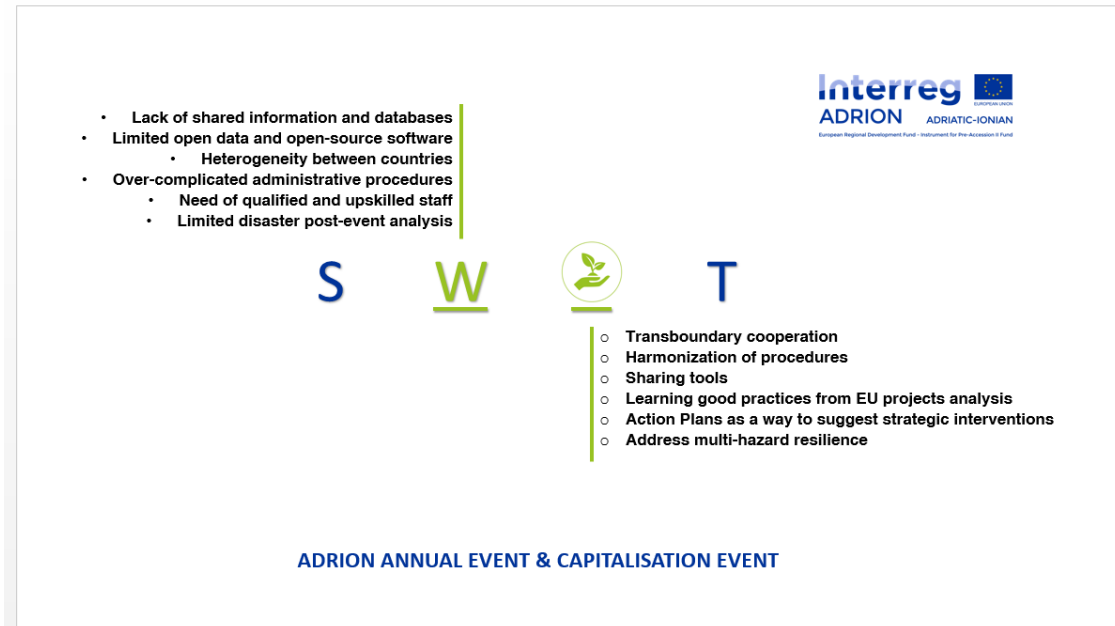 Interreg
EUROPEAN UNION
ADRION ADRIATIC-IONIAN
European Regional Development Fund - Instrument for Pre-Accession II Fund
• Lack of shared information and databases
• Limited open data and open-source software
• Heterogeneity between countries
• Over-complicated administrative procedures
• Need of qualified and upskilled staff
• Limited disaster post-event analysis
S W T
o Transboundary cooperation
o Harmonization of procedures
o Sharing tools
o Learning good practices from EU projects analysis
o Action Plans as a way to suggest strategic interventions
o Address multi-hazard resilience
ADRION ANNUAL EVENT & CAPITALISATION EVENT